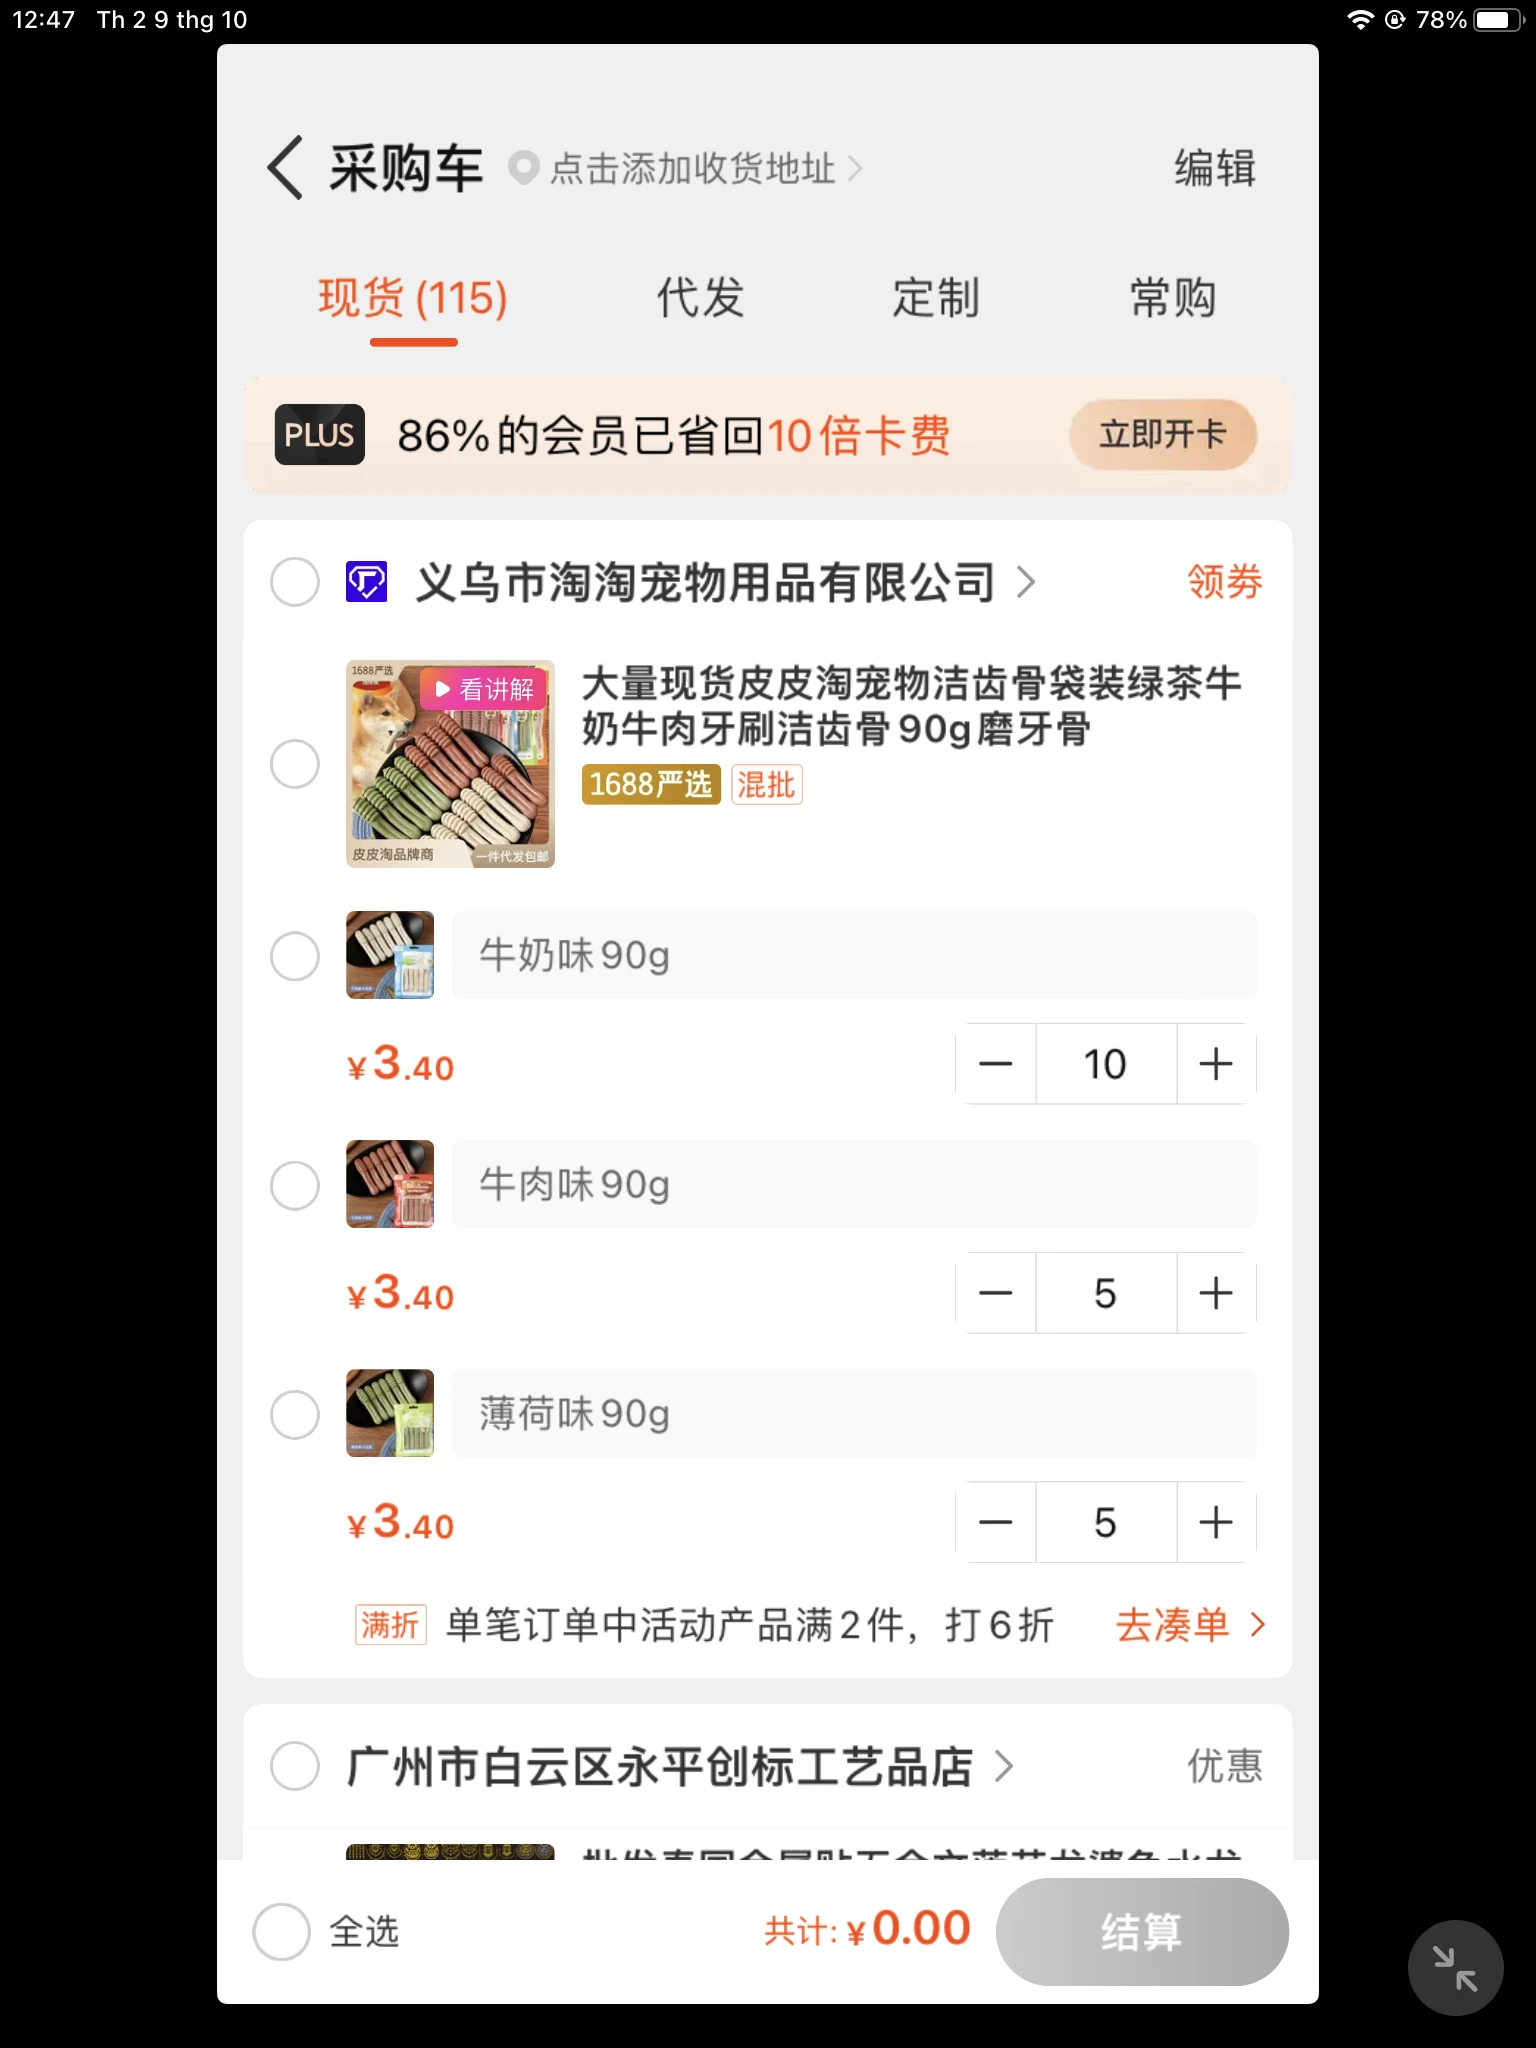 12:47 Th 2 9 thg 10
78%
采购车 点击添加收货地址
编辑
现货(115) 代发 定制 常购
PLUS 86%的会员已省回10倍卡费 立即开卡
义乌市淘淘宠物用品有限公司 领券
1688严选
看讲解
皮皮淘品牌商
一件代发包邮
大量现货皮皮淘宠物洁齿骨袋装绿茶牛
奶牛肉牙刷洁齿骨90g磨牙骨
1688严选 混批
牛奶味90g
¥3.40 10
牛肉味90g
¥3.40 5
薄荷味90g
¥3.40 5
满折 单笔订单中活动产品满2件，打6折 去凑单
广州市白云区永平创标工艺品店 优惠
全选 共计: ¥0.00 结算